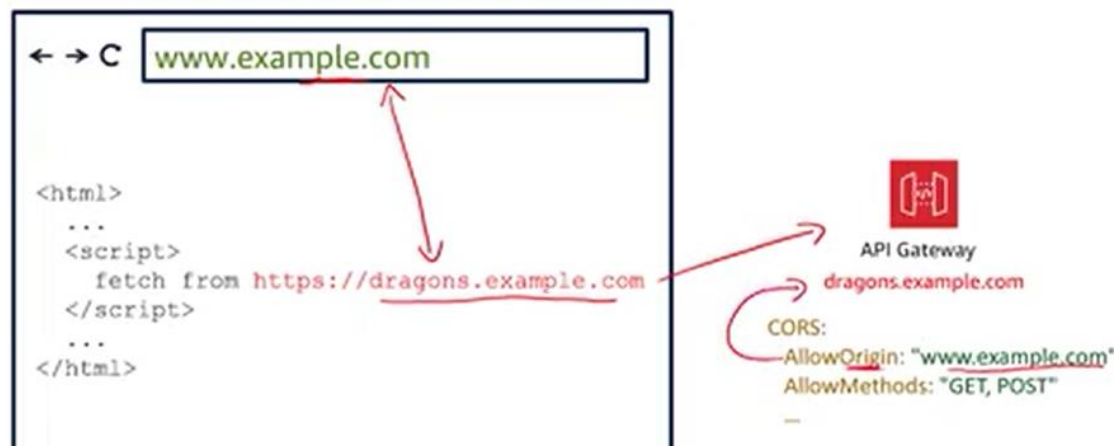 www.example.com
<html>
...
<script>
fetch from https://dragons.example.com
</script>
...
</html>
API Gateway
dragons.example.com
CORS:
AllowOrigin: "www.example.com"
AllowMethods: "GET, POST"
...